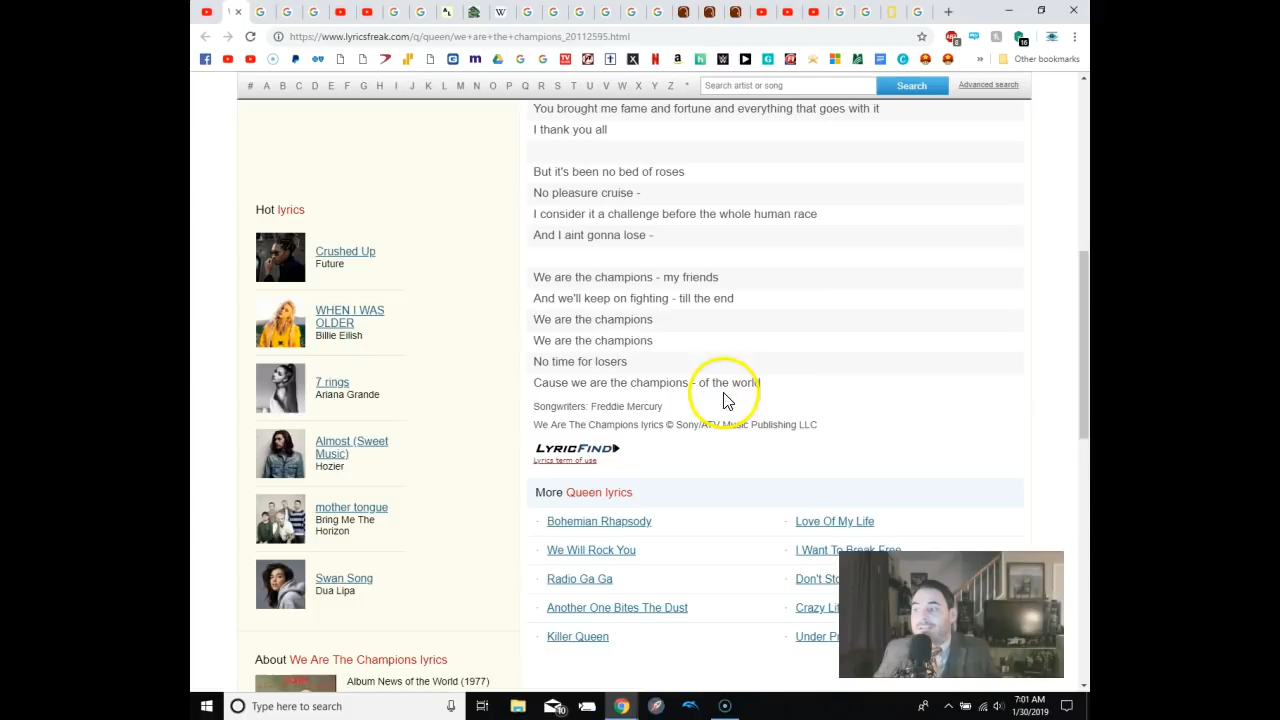 https://www.lyricsfreak.com/q/queen/we+are+the+champions_20112595.html
Other bookmarks
# A B C D E F G H I J K L M N O P Q R S T U V W X Y Z *
Search artist or song
Search
Advanced search
You brought me fame and fortune and everything that goes with it
I thank you all
But it's been no bed of roses
No pleasure cruise -
I consider it a challenge before the whole human race
And I aint gonna lose -
We are the champions - my friends
And we'll keep on fighting - till the end
We are the champions
We are the champions
No time for losers
Cause we are the champions - of the world
Songwriters: Freddie Mercury
We Are The Champions lyrics © Sony/ATV Music Publishing LLC
LYRICFIND
Lyrics term of use
Hot lyrics
Crushed Up
Future
WHEN I WAS
OLDER
Billie Eilish
7 rings
Ariana Grande
Almost (Sweet
Music)
Hozier
mother tongue
Bring Me The
Horizon
Swan Song
Dua Lipa
More Queen lyrics
· Bohemian Rhapsody
· Love Of My Life
· We Will Rock You
· I Want To Break Free
· Radio Ga Ga
· Don't
· Another One Bites The Dust
· Crazy
· Killer Queen
· Under
About We Are The Champions lyrics
Album News of the World (1977)
Type here to search
10
7:01 AM
1/30/2019